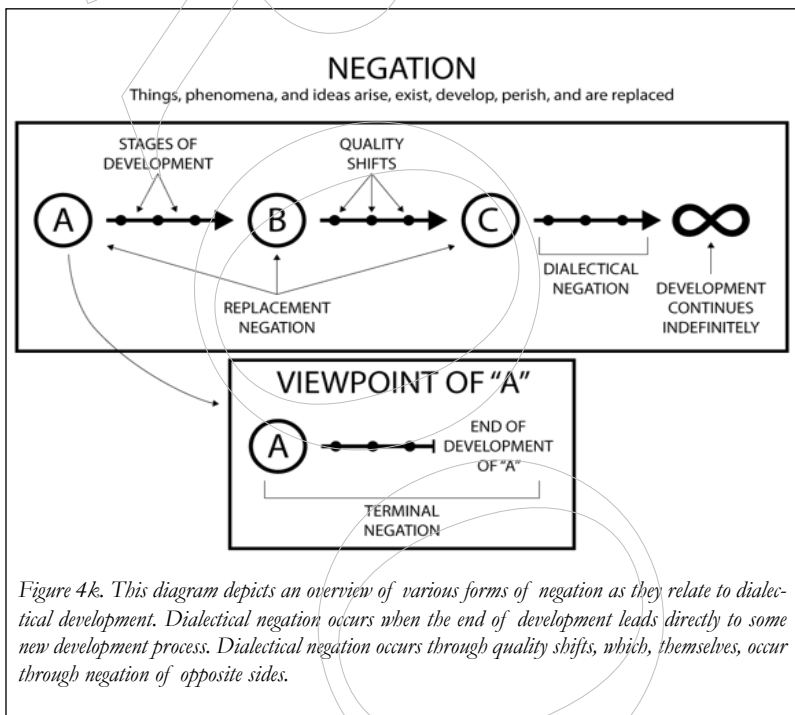 NEGATION
Things, phenomena, and ideas arise, exist, develop, perish, and are replaced
STAGES OF
DEVELOPMENT
QUALITY
SHIFTS
A
B
C
REPLACEMENT
NEGATION
DIALECTICAL
NEGATION
DEVELOPMENT
CONTINUES
INDEFINITELY
VIEWPOINT OF "A"
A
END OF
DEVELOPMENT
OF "A"
TERMINAL
NEGATION
Figure 4k. This diagram depicts an overview of various forms of negation as they relate to dialec-
tical development. Dialectical negation occurs when the end of development leads directly to some
new development process. Dialectical negation occurs through quality shifts, which, themselves, occur
through negation of opposite sides.